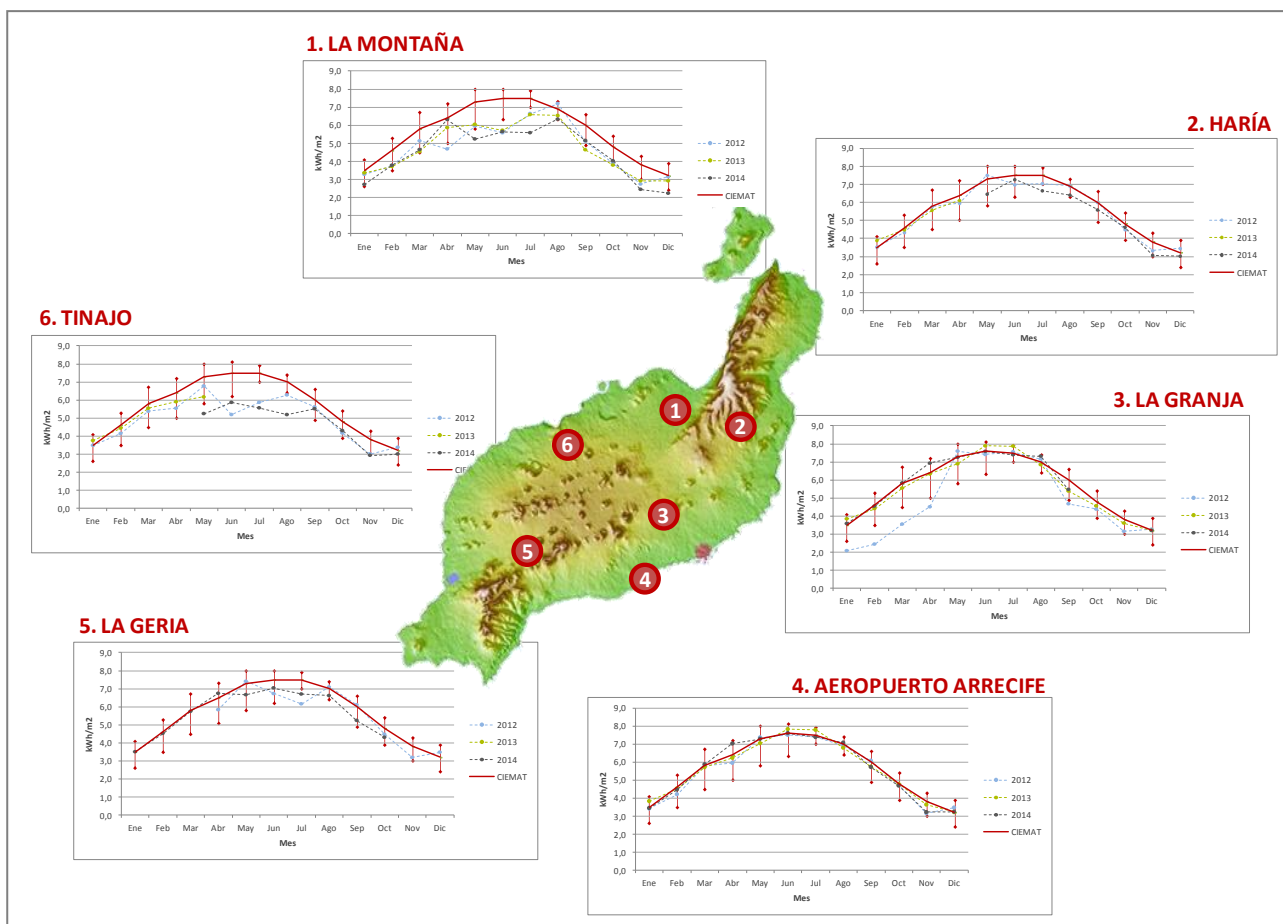 1. LA MONTAÑA
9,0
8,0
7,0
6,0
5,0
4,0
3,0
2,0
1,0
0,0
kWh/m2
Ene Feb Mar Abr May Jun Jul Ago Sep Oct Nov Dic
Mes
2012
2013
2014
CIEMAT
2. HARÍA
9,0
8,0
7,0
6,0
5,0
4,0
3,0
2,0
1,0
0,0
kWh/m2
Ene Feb Mar Abr May Jun Jul Ago Sep Oct Nov Dic
Mes
2012
2013
2014
CIEMAT
6. TINAJO
9,0
8,0
7,0
6,0
5,0
4,0
3,0
2,0
1,0
0,0
kWh/m2
Ene Feb Mar Abr May Jun Jul Ago Sep Oct Nov Dic
Mes
2012
2013
2014
CIEMAT
1
2
3
4
5
6
3. LA GRANJA
9,0
8,0
7,0
6,0
5,0
4,0
3,0
2,0
1,0
0,0
kWh/m2
Ene Feb Mar Abr May Jun Jul Ago Sep Oct Nov Dic
Mes
2012
2013
2014
CIEMAT
5. LA GERIA
9,0
8,0
7,0
6,0
5,0
4,0
3,0
2,0
1,0
0,0
kWh/m2
Ene Feb Mar Abr May Jun Jul Ago Sep Oct Nov Dic
Mes
2012
2013
2014
CIEMAT
4. AEROPUERTO ARRECIFE
9,0
8,0
7,0
6,0
5,0
4,0
3,0
2,0
1,0
0,0
kWh/m2
Ene Feb Mar Abr May Jun Jul Ago Sep Oct Nov Dic
Mes
2012
2013
2014
CIEMAT